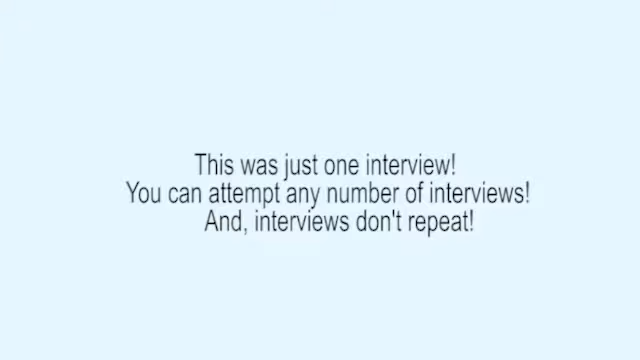 This was just one interview!
You can attempt any number of interviews!
And, interviews don't repeat!